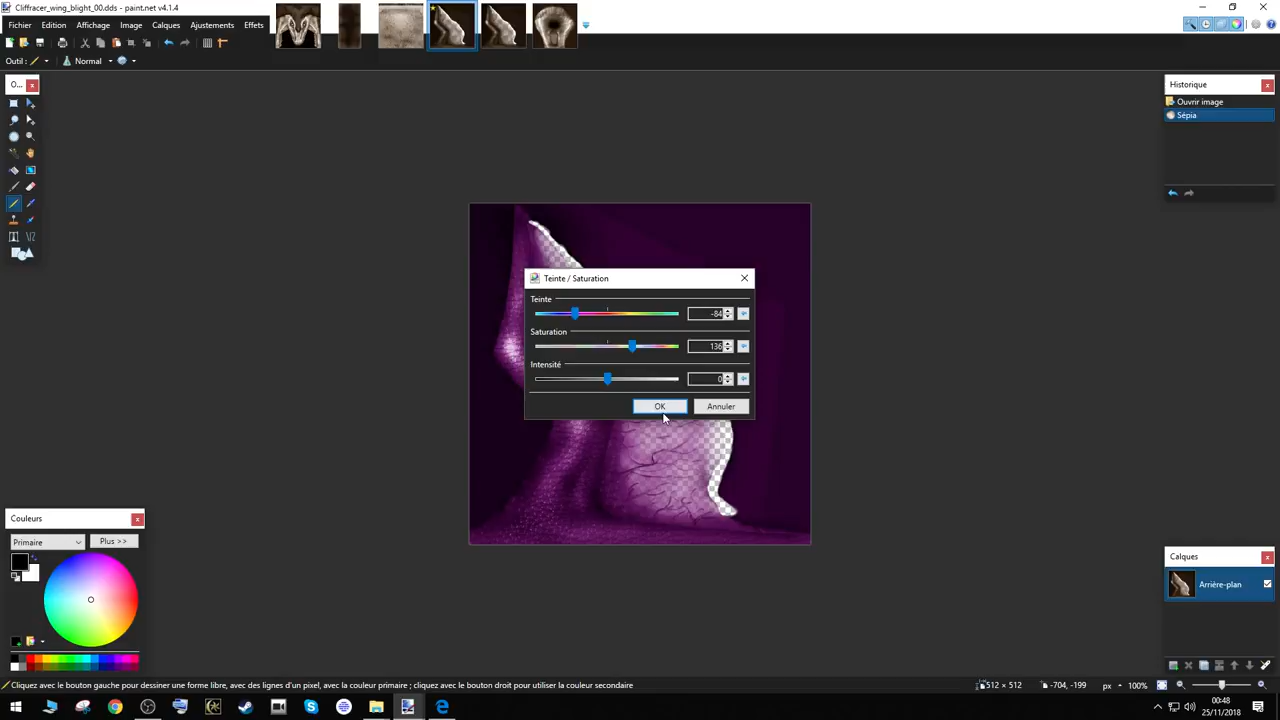 Cliffracer_wing_blight_00.dds - paint.net v4.1.4
Fichier Edition Affichage Image Calques Ajustements Effets
Outil : Normal
O...
Historique
Ouvrir image
Sépia
Teinte / Saturation
Teinte
-84
Saturation
136
Intensité
0
OK Annuler
Couleurs
Primaire Plus >>
Calques
Arrière-plan
Cliquez avec le bouton gauche pour dessiner une forme libre, avec des lignes d'un pixel, avec la couleur primaire ; cliquez avec le bouton droit pour utiliser la couleur secondaire
512 × 512 -704, -199 px 100%
00:48
25/11/2018